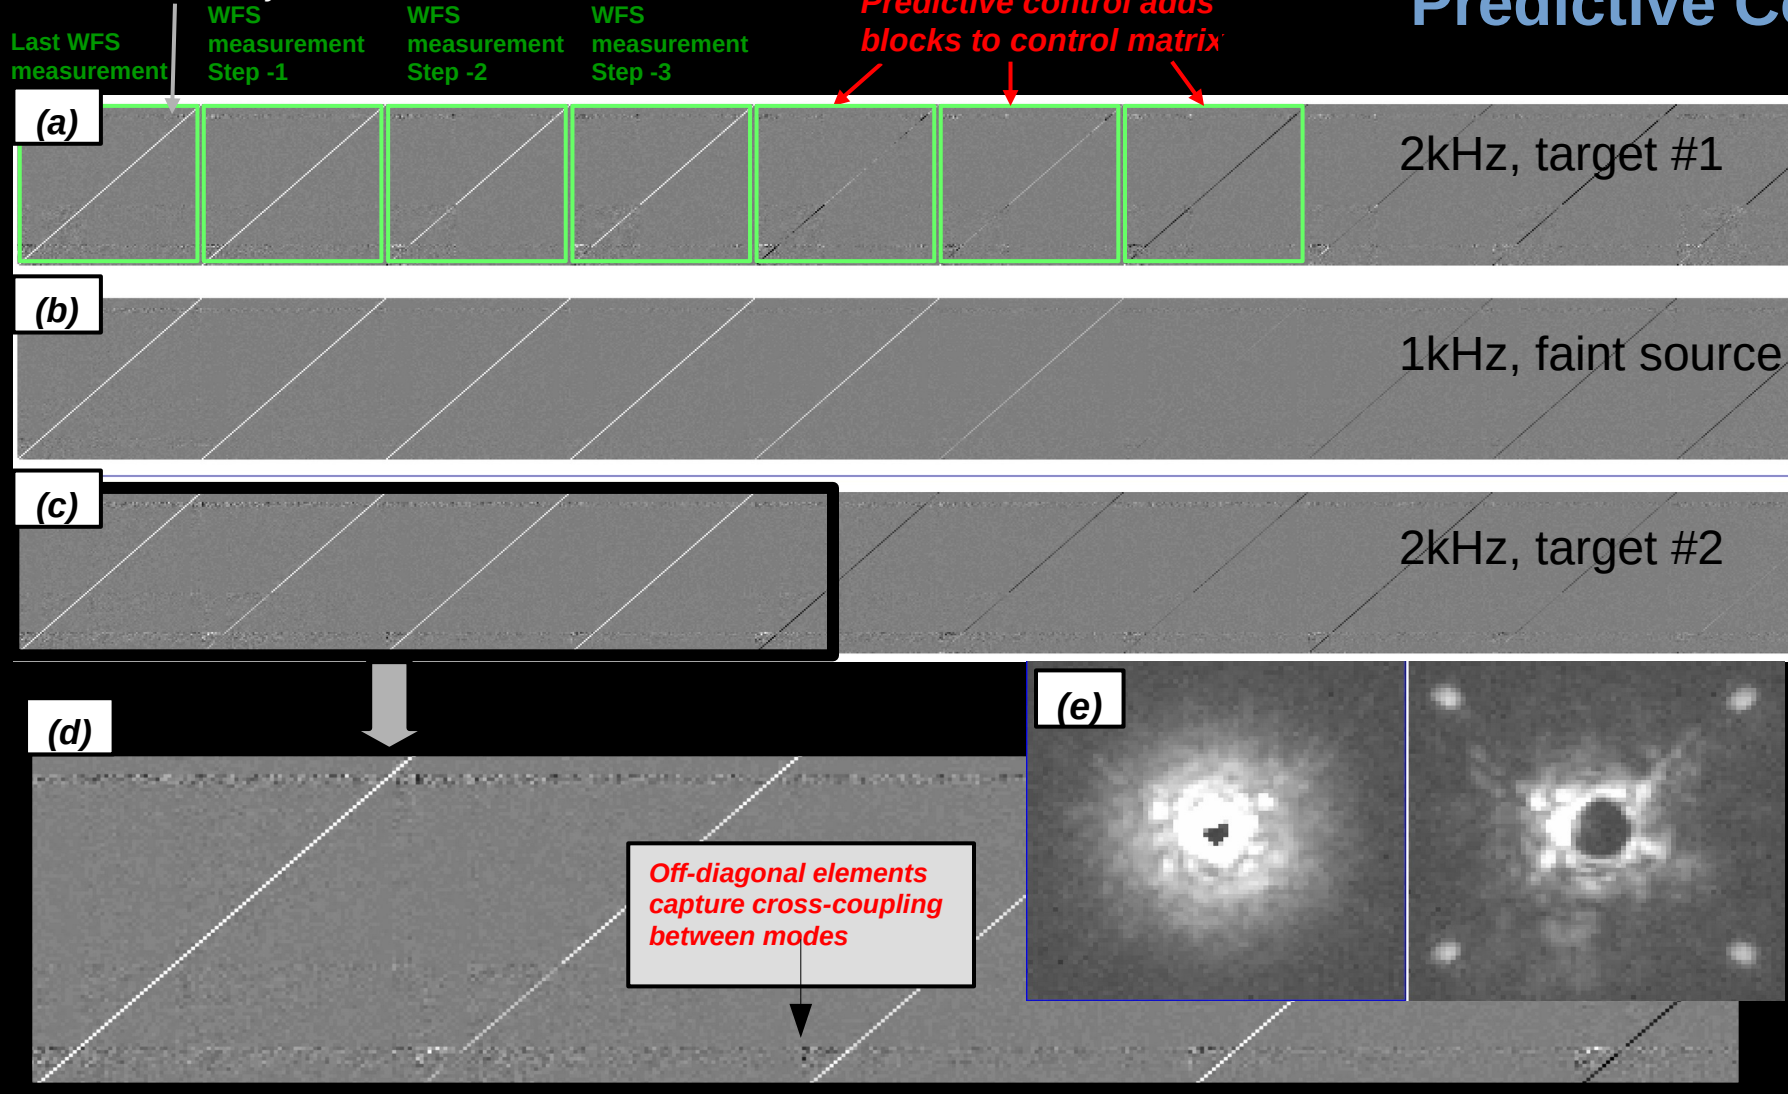 Predictive
Last WFS
measurement
WFS
measurement
Step -1
WFS
measurement
Step -2
WFS
measurement
Step -3
Predictive control adds
blocks to control matrix
(a)
2kHz, target #1
(b)
1kHz, faint source
(c)
2kHz, target #2
(d)
(e)
Off-diagonal elements
capture cross-coupling
between modes